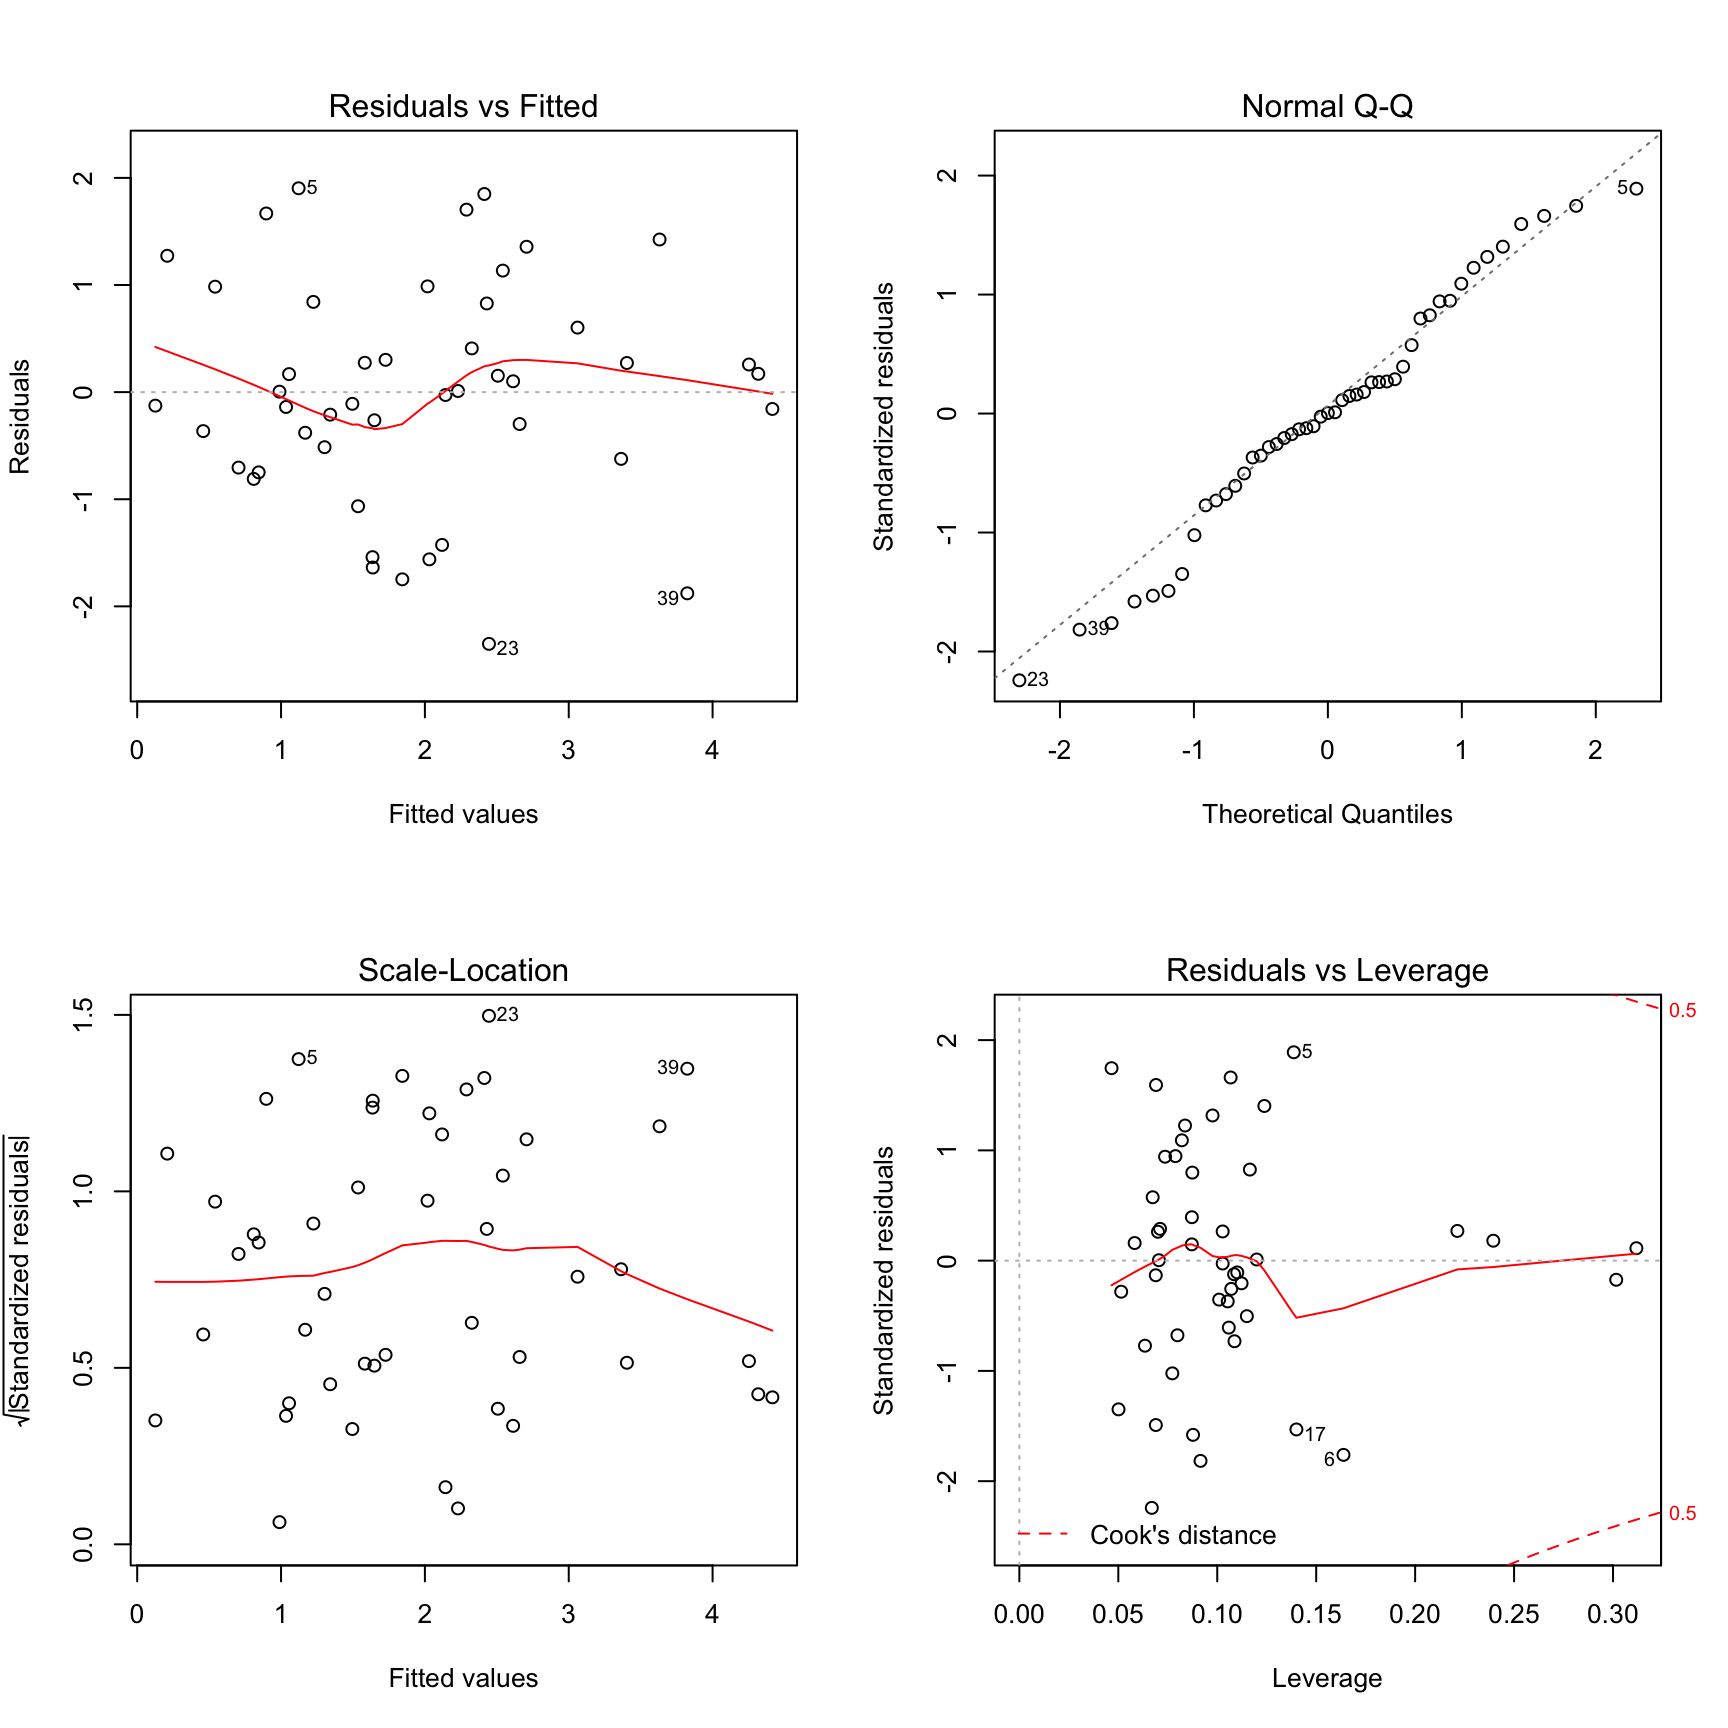 Residuals vs Fitted
Residuals
2
1
0
-1
-2
5
39
23
0 1 2 3 4
Fitted values
Normal Q-Q
Standardized residuals
2
1
0
-1
-2
5
39
23
-2 -1 0 1 2
Theoretical Quantiles
Scale-Location
√|Standardized residuals|
1.5
1.0
0.5
0.0
23
5
39
0 1 2 3 4
Fitted values
Residuals vs Leverage
Standardized residuals
2
1
0
-1
-2
0.5
5
17
6
0.5
Cook's distance
0.00 0.05 0.10 0.15 0.20 0.25 0.30
Leverage